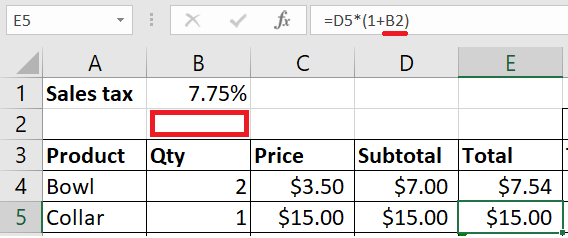 E5 fx =D5*(1+B2)
A B C D E
1 Sales tax 7.75%
2
3 Product Qty Price Subtotal Total
4 Bowl 2 $3.50 $7.00 $7.54
5 Collar 1 $15.00 $15.00 $15.00